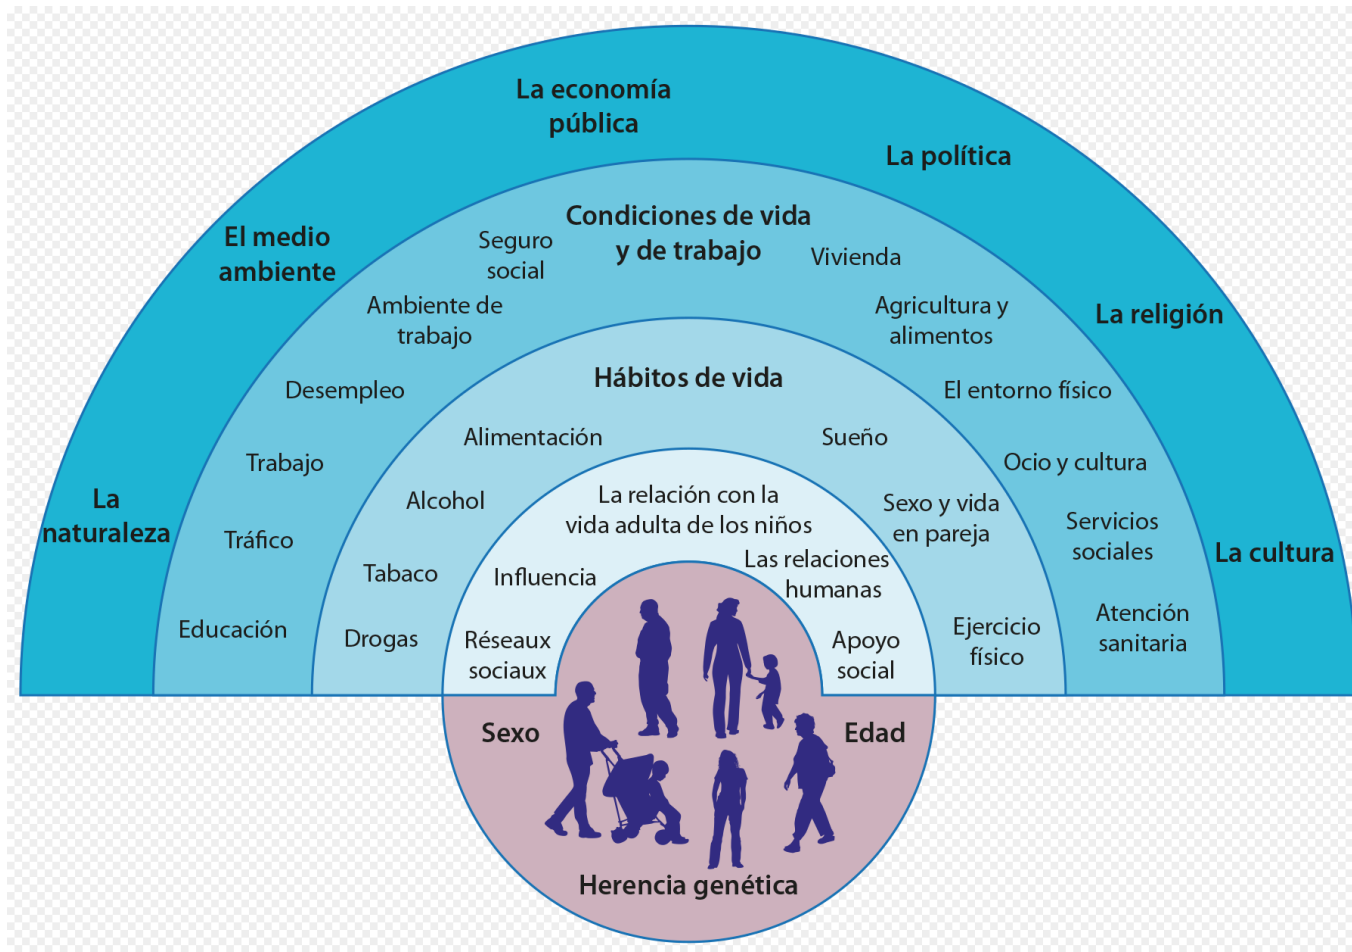 La economía
pública
La política
El medio
ambiente
La religión
La
naturaleza
La cultura
Condiciones de vida
y de trabajo
Seguro
social
Vivienda
Ambiente de
trabajo
Agricultura y
alimentos
Desempleo
El entorno físico
Trabajo
Ocio y cultura
Tráfico
Servicios
sociales
Educación
Atención
sanitaria
Hábitos de vida
Alimentación
Sueño
Alcohol
Sexo y vida
en pareja
Tabaco
Drogas
Ejercicio
físico
La relación con la
vida adulta de los niños
Influencia
Las relaciones
humanas
Réseaux
sociaux
Apoyo
social
Sexo
Edad
Herencia genética